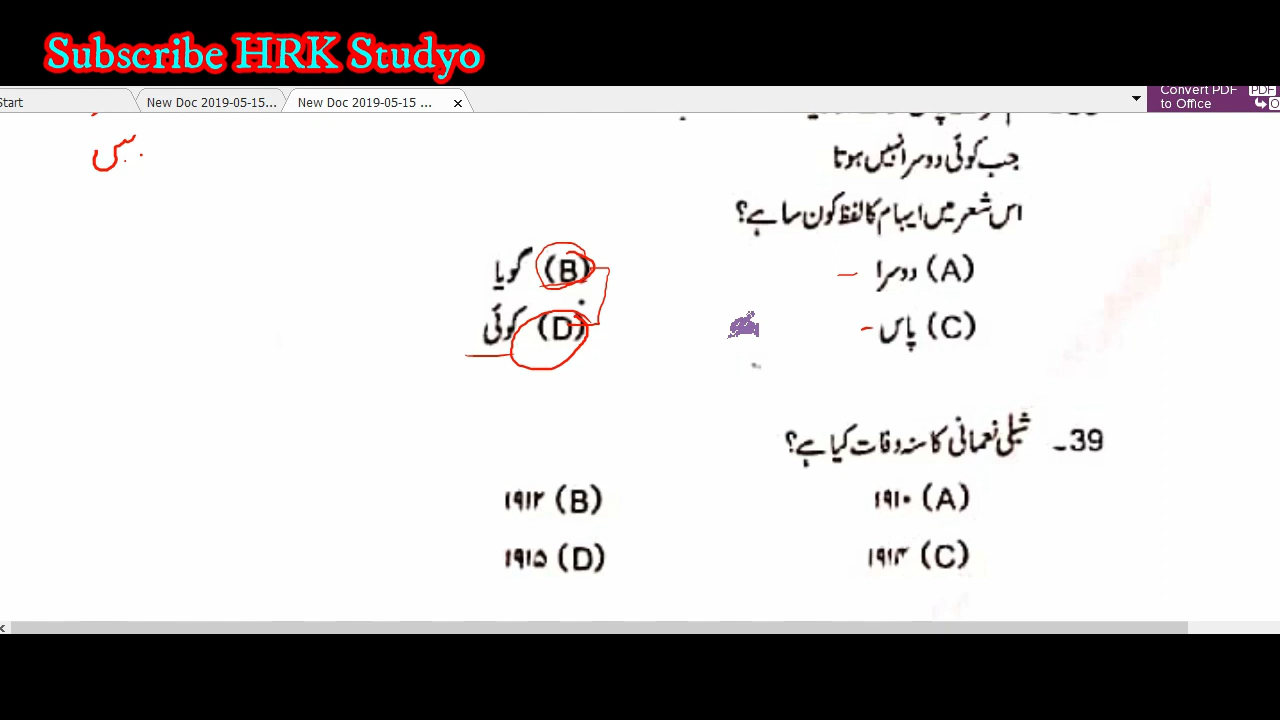 Subscribe HRK Studyo
Start
New Doc 2019-05-15...
New Doc 2019-05-15 ...
Convert PDF
to Office
PDF
جب کوئی دوسرا نہیں ہوتا
اس شعر میں ایہام کا لفظ کون سا ہے؟
(A) دوسرا
(B) گویا
(C) پاس
(D) کوئی
39۔ شبلی نعمانی کا سنہ وفات کیا ہے؟
(A) ۱۹۱۰
(B) ۱۹۱۲
(C) ۱۹۱۴
(D) ۱۹۱۵